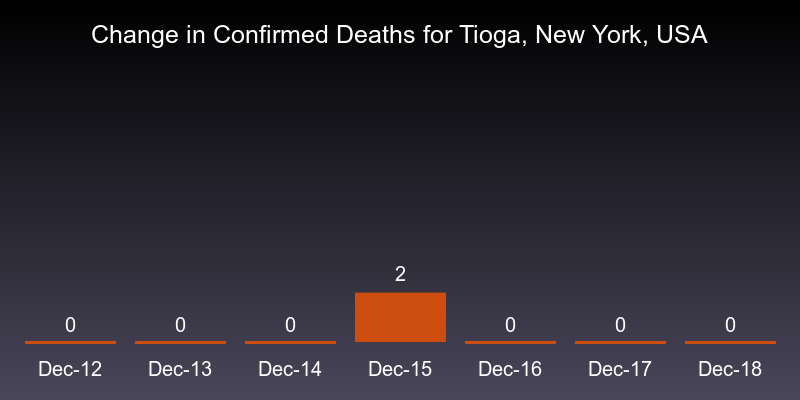 Change in Confirmed Deaths for Tioga, New York, USA
2
0 0 0 0 0 0
Dec-12 Dec-13 Dec-14 Dec-15 Dec-16 Dec-17 Dec-18